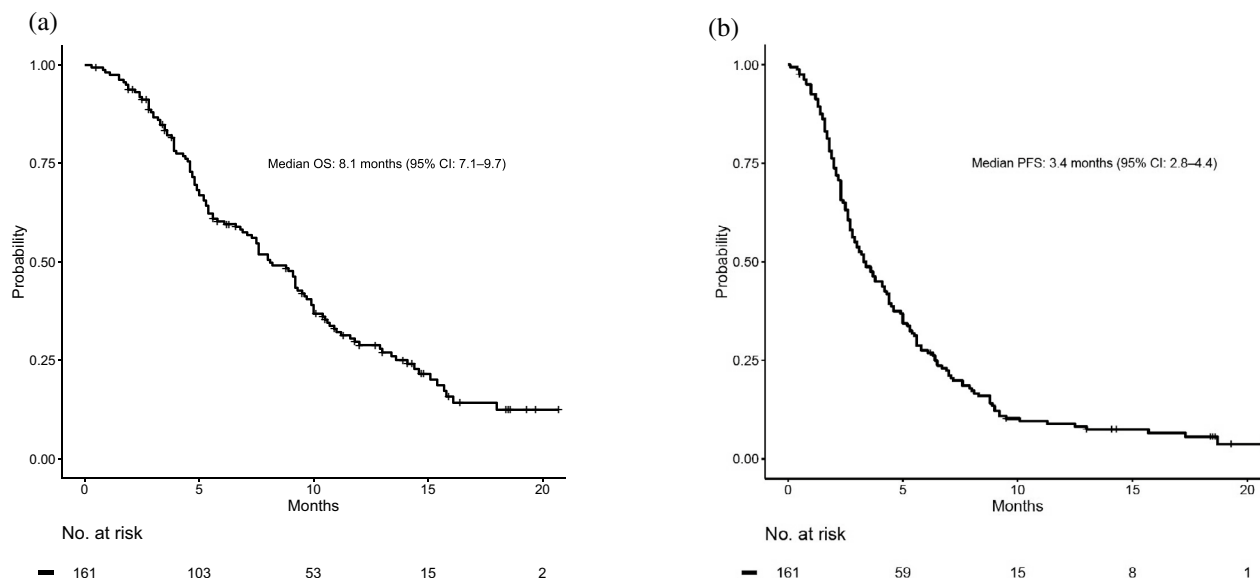 (a)
1.00
0.75
0.50
0.25
0.00
Probability
Median OS: 8.1 months (95% CI: 7.1–9.7)
0 5 10 15 20
Months
No. at risk
161 103 53 15 2
(b)
1.00
0.75
0.50
0.25
0.00
Probability
Median PFS: 3.4 months (95% CI: 2.8–4.4)
0 5 10 15 20
Months
No. at risk
161 59 15 8 1